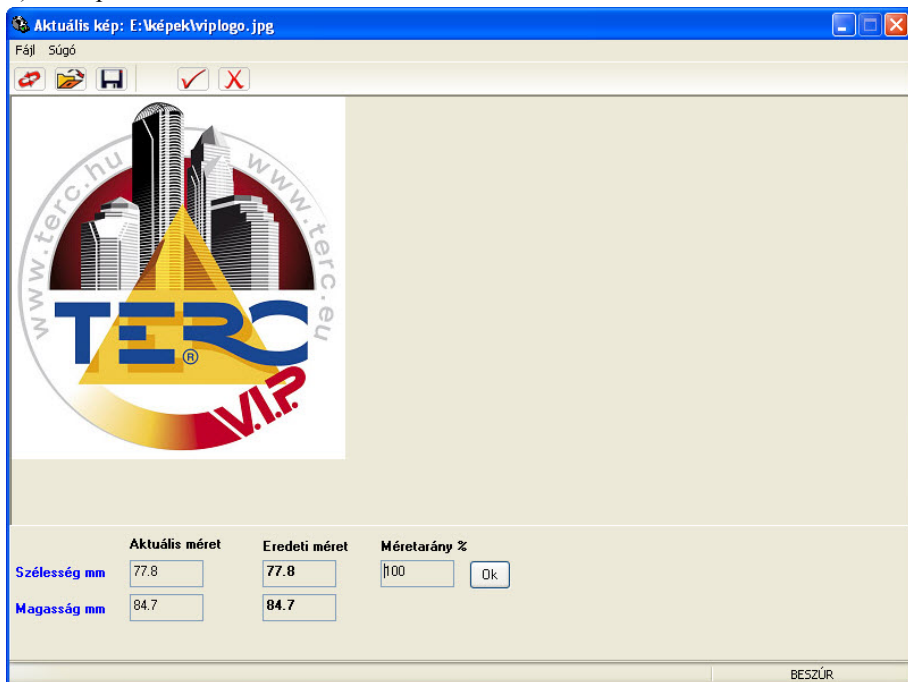 Aktuális kép: E:\képek\viplogo.jpg
Fájl Súgó
www.terc.hu
www.terc.eu
TERC
®
V.I.P.
Aktuális méret Eredeti méret Méretarány %
Szélesség mm 77.8 77.8 100 Ok
Magasság mm 84.7 84.7
BESZÚR